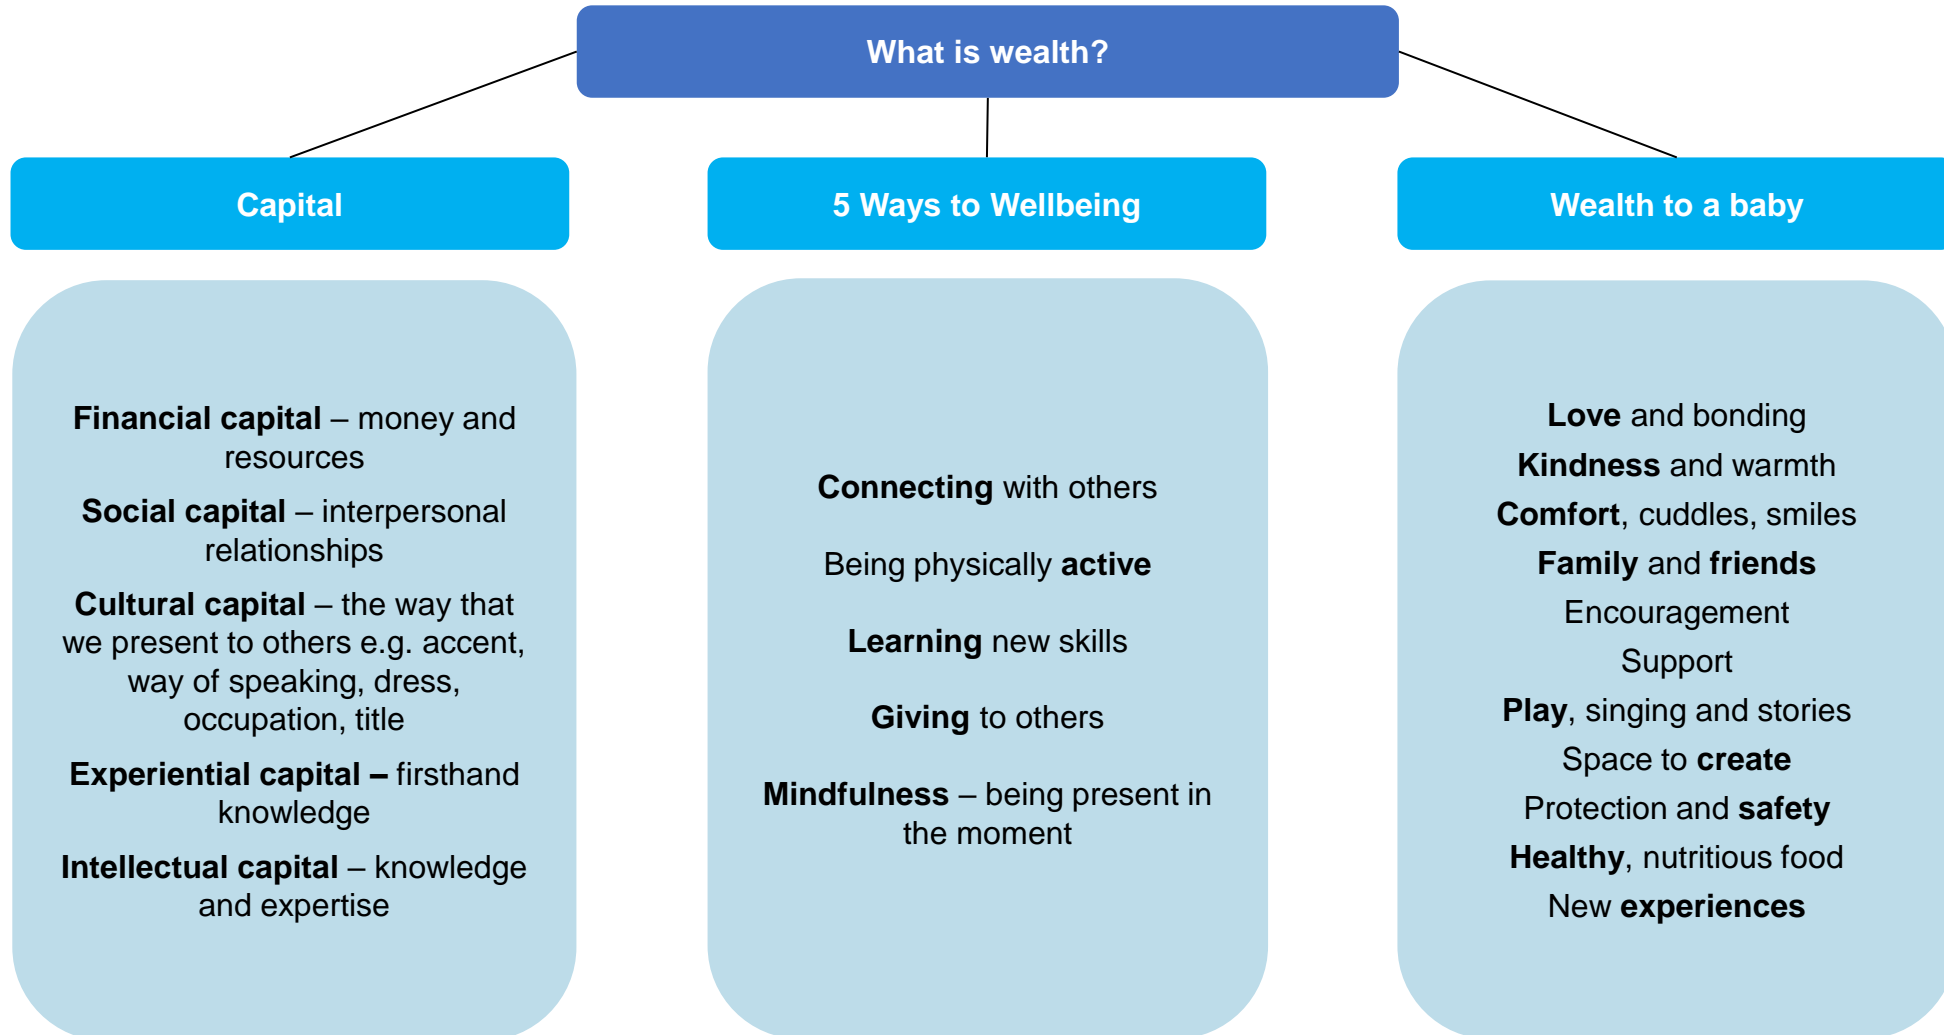 What is wealth?
Capital
Financial capital – money and
resources
Social capital – interpersonal
relationships
Cultural capital – the way that
we present to others e.g. accent,
way of speaking, dress,
occupation, title
Experiential capital – firsthand
knowledge
Intellectual capital – knowledge
and expertise
5 Ways to Wellbeing
Connecting with others
Being physically active
Learning new skills
Giving to others
Mindfulness – being present in
the moment
Wealth to a baby
Love and bonding
Kindness and warmth
Comfort, cuddles, smiles
Family and friends
Encouragement
Support
Play, singing and stories
Space to create
Protection and safety
Healthy, nutritious food
New experiences